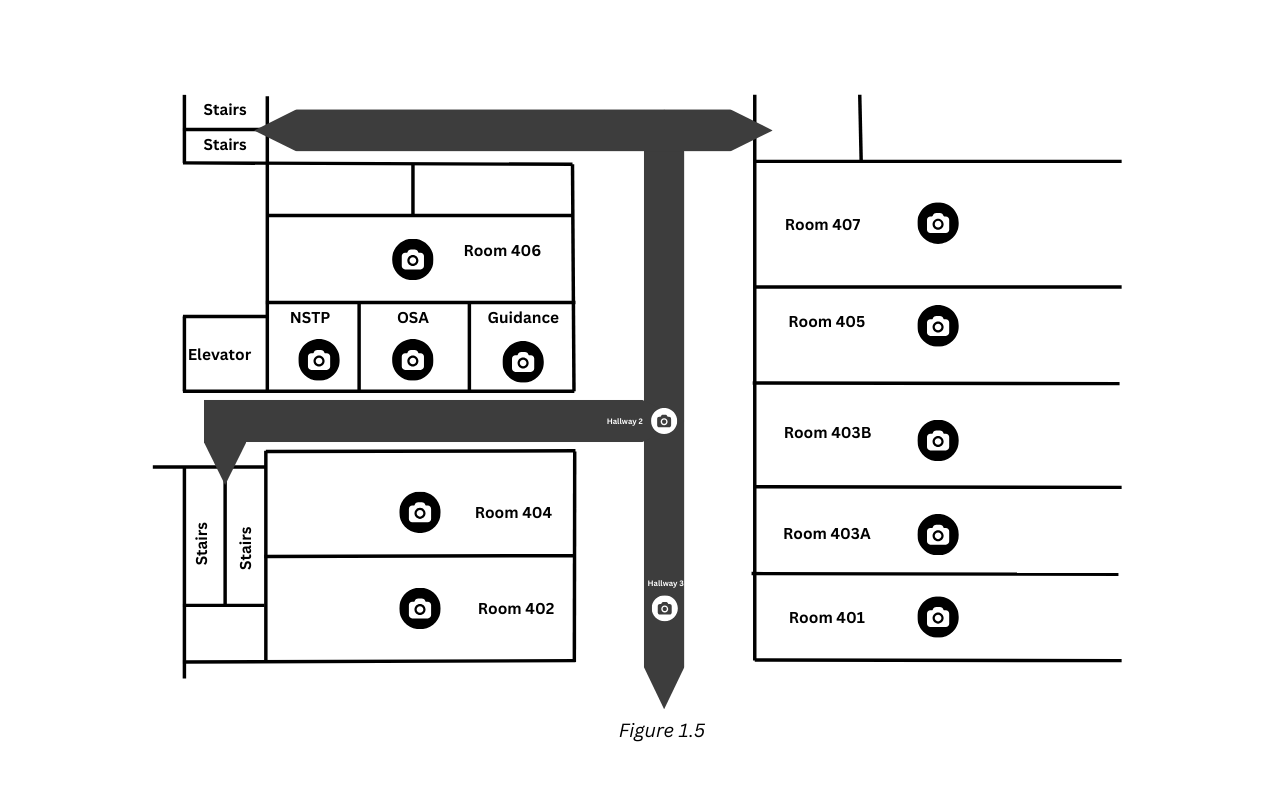 Stairs
Stairs
Room 407
Room 406
NSTP
OSA
Guidance
Room 405
Elevator
Hallway 2
Room 403B
Room 404
Stairs
Stairs
Room 403A
Hallway 3
Room 402
Room 401
Figure 1.5